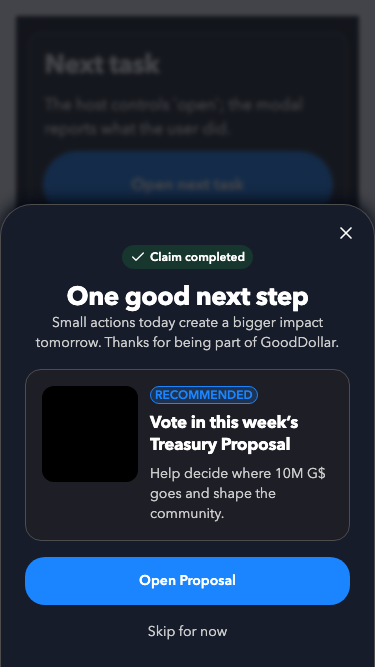 Next task
The host controls `open`; the modal
reports what the user did.
Open next task
Claim completed
One good next step
Small actions today create a bigger impact
tomorrow. Thanks for being part of GoodDollar.
RECOMMENDED
Vote in this week’s
Treasury Proposal
Help decide where 10M G$
goes and shape the
community.
Open Proposal
Skip for now